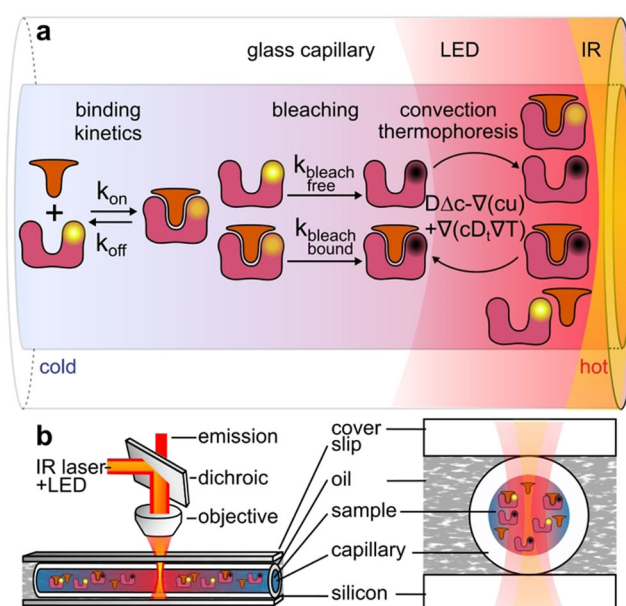 a
glass capillary
LED
IR
binding
kinetics
bleaching
convection
thermophoresis
+
kon
koff
kbleach
free
kbleach
bound
DΔc-∇(cu)
+∇(cDt∇T)
cold
hot
b
emission
IR laser
+LED
dichroic
objective
cover
slip
oil
sample
capillary
silicon